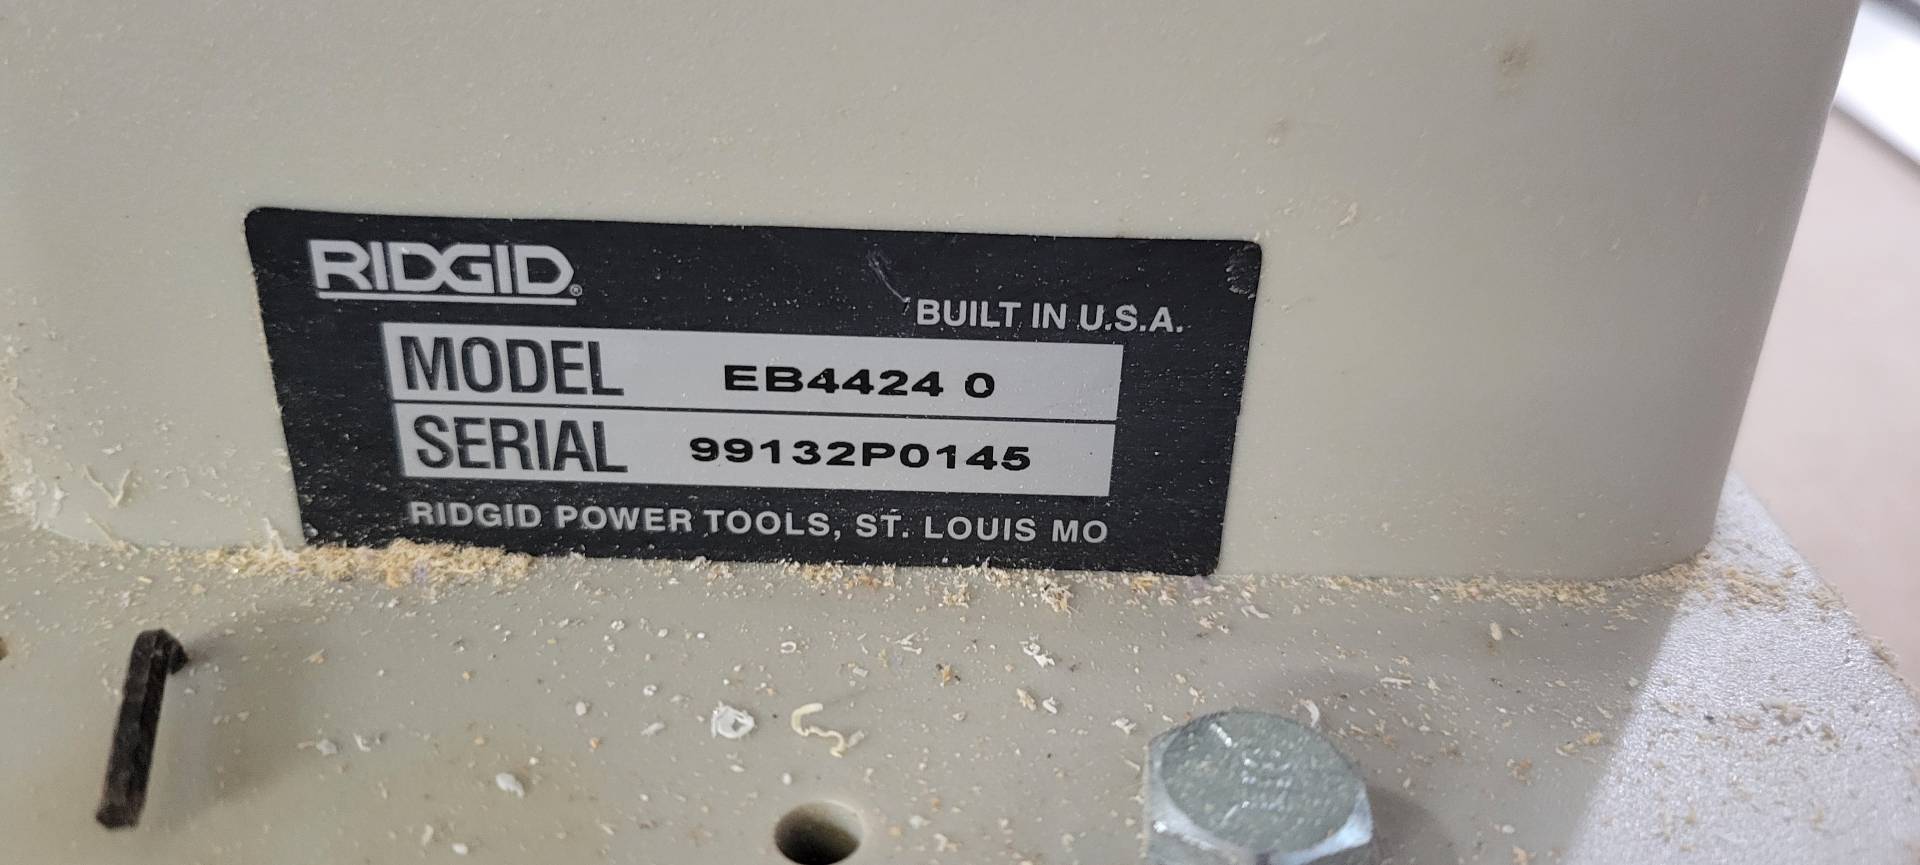 RIDGID®
BUILT IN U.S.A.
MODEL EB4424 0
SERIAL 99132P0145
RIDGID POWER TOOLS, ST. LOUIS MO